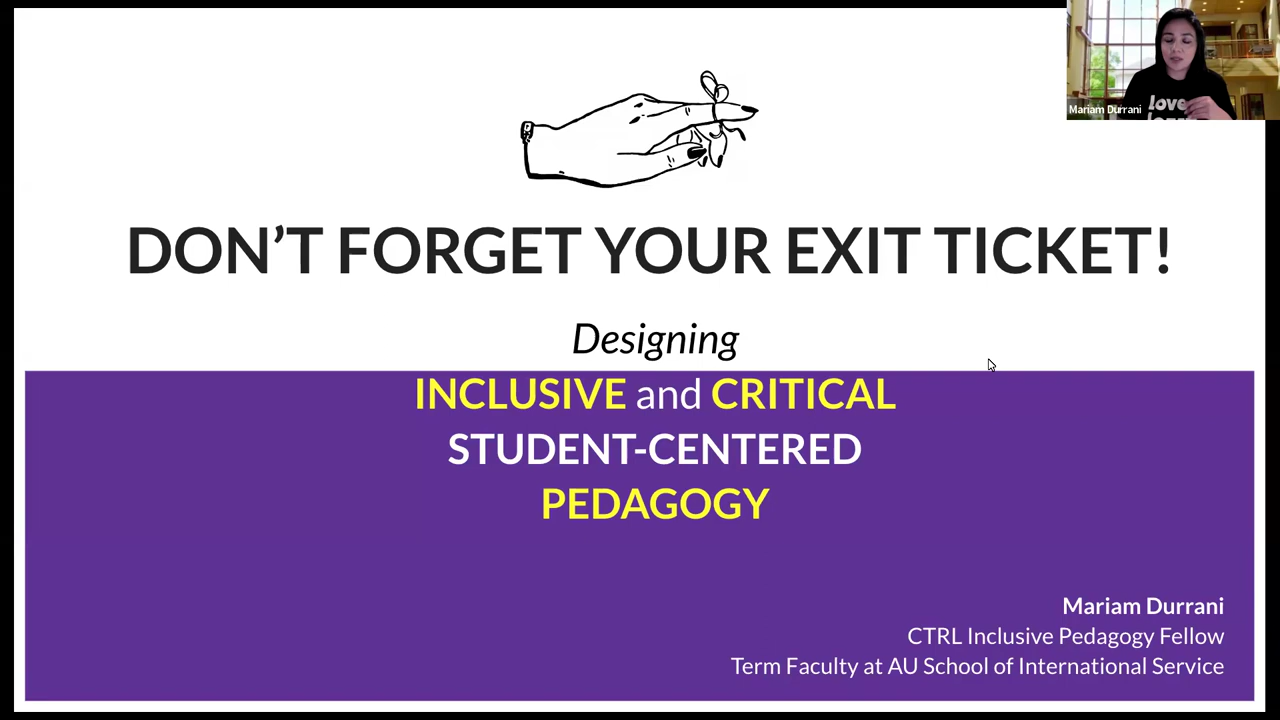 Mariam Durrani
love
DON'T FORGET YOUR EXIT TICKET!
Designing
INCLUSIVE and CRITICAL
STUDENT-CENTERED
PEDAGOGY
Mariam Durrani
CTRL Inclusive Pedagogy Fellow
Term Faculty at AU School of International Service